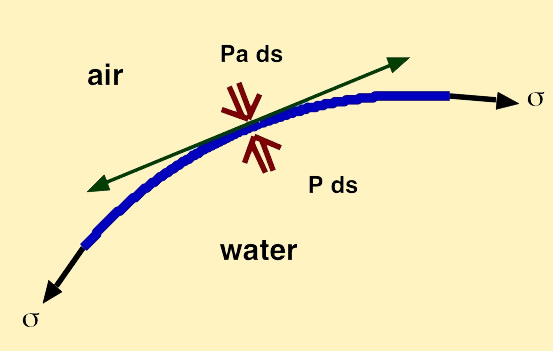 Pa ds
air
σ
P ds
water
σ